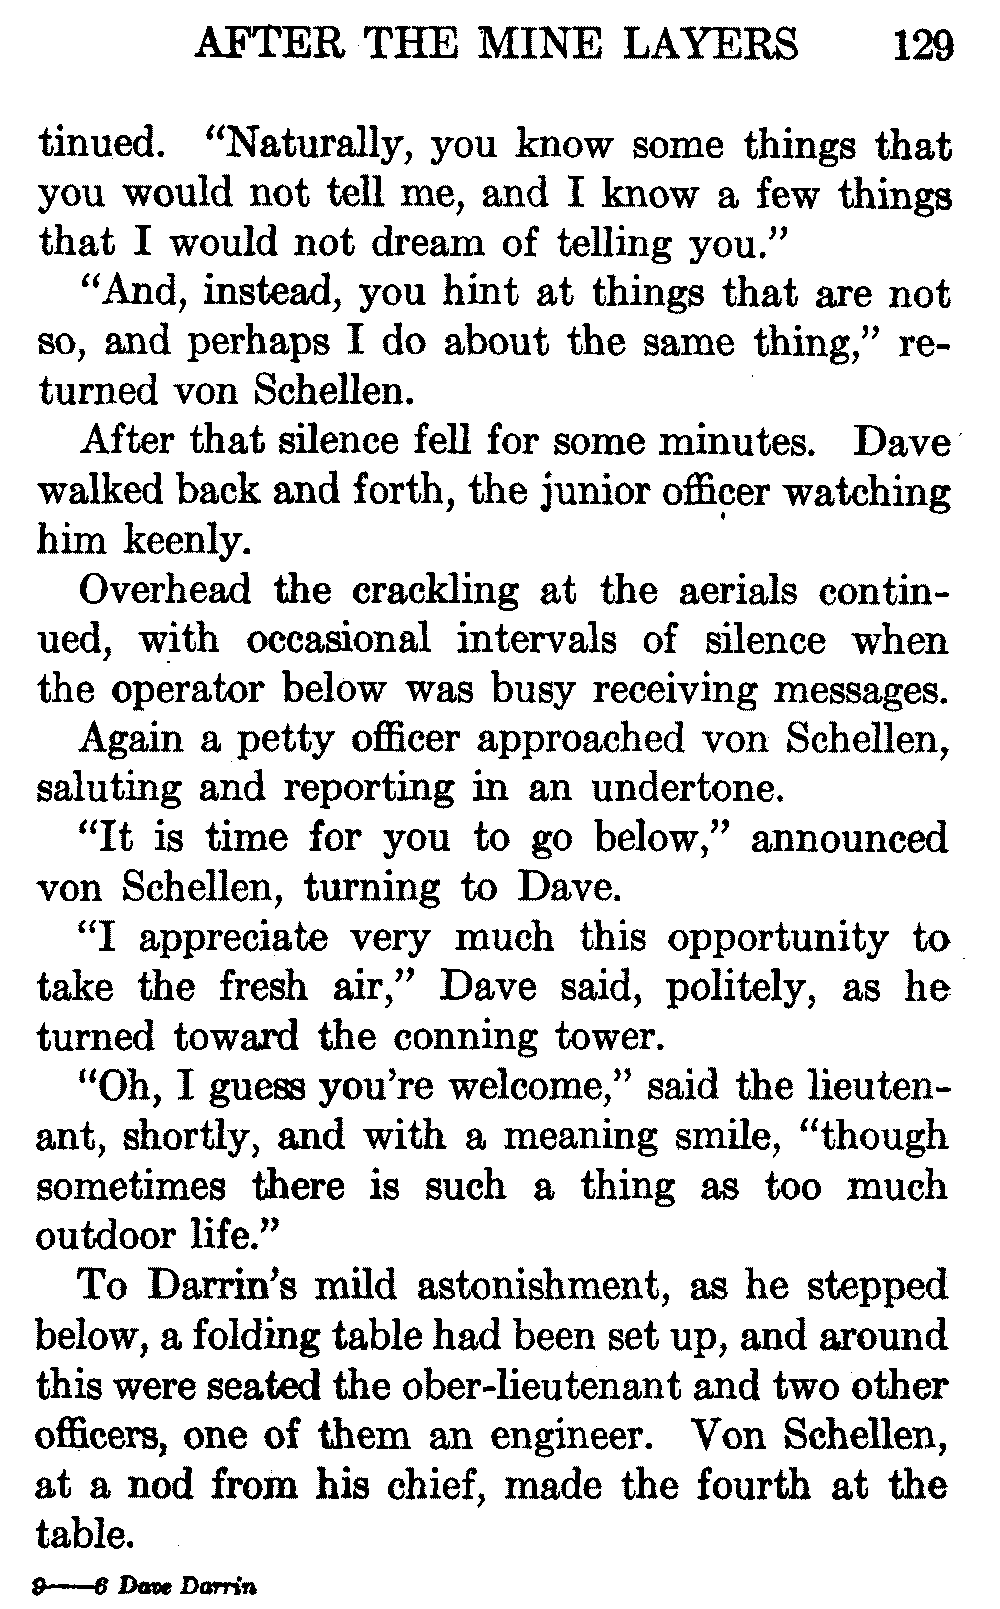 AFTER THE MINE LAYERS 129
tinued. “Naturally, you know some things that
you would not tell me, and I know a few things
that I would not dream of telling you.”
“And, instead, you hint at things that are not
so, and perhaps I do about the same thing,” re-
turned von Schellen.
After that silence fell for some minutes. Dave
walked back and forth, the junior officer watching
him keenly.
Overhead the crackling at the aerials contin-
ued, with occasional intervals of silence when
the operator below was busy receiving messages.
Again a petty officer approached von Schellen,
saluting and reporting in an undertone.
“It is time for you to go below,” announced
von Schellen, turning to Dave.
“I appreciate very much this opportunity to
take the fresh air,” Dave said, politely, as he
turned toward the conning tower.
“Oh, I guess you’re welcome,” said the lieuten-
ant, shortly, and with a meaning smile, “though
sometimes there is such a thing as too much
outdoor life.”
To Darrin’s mild astonishment, as he stepped
below, a folding table had been set up, and around
this were seated the ober-lieutenant and two other
officers, one of them an engineer. Von Schellen,
at a nod from his chief, made the fourth at the
table.
9——6 Dave Darrin